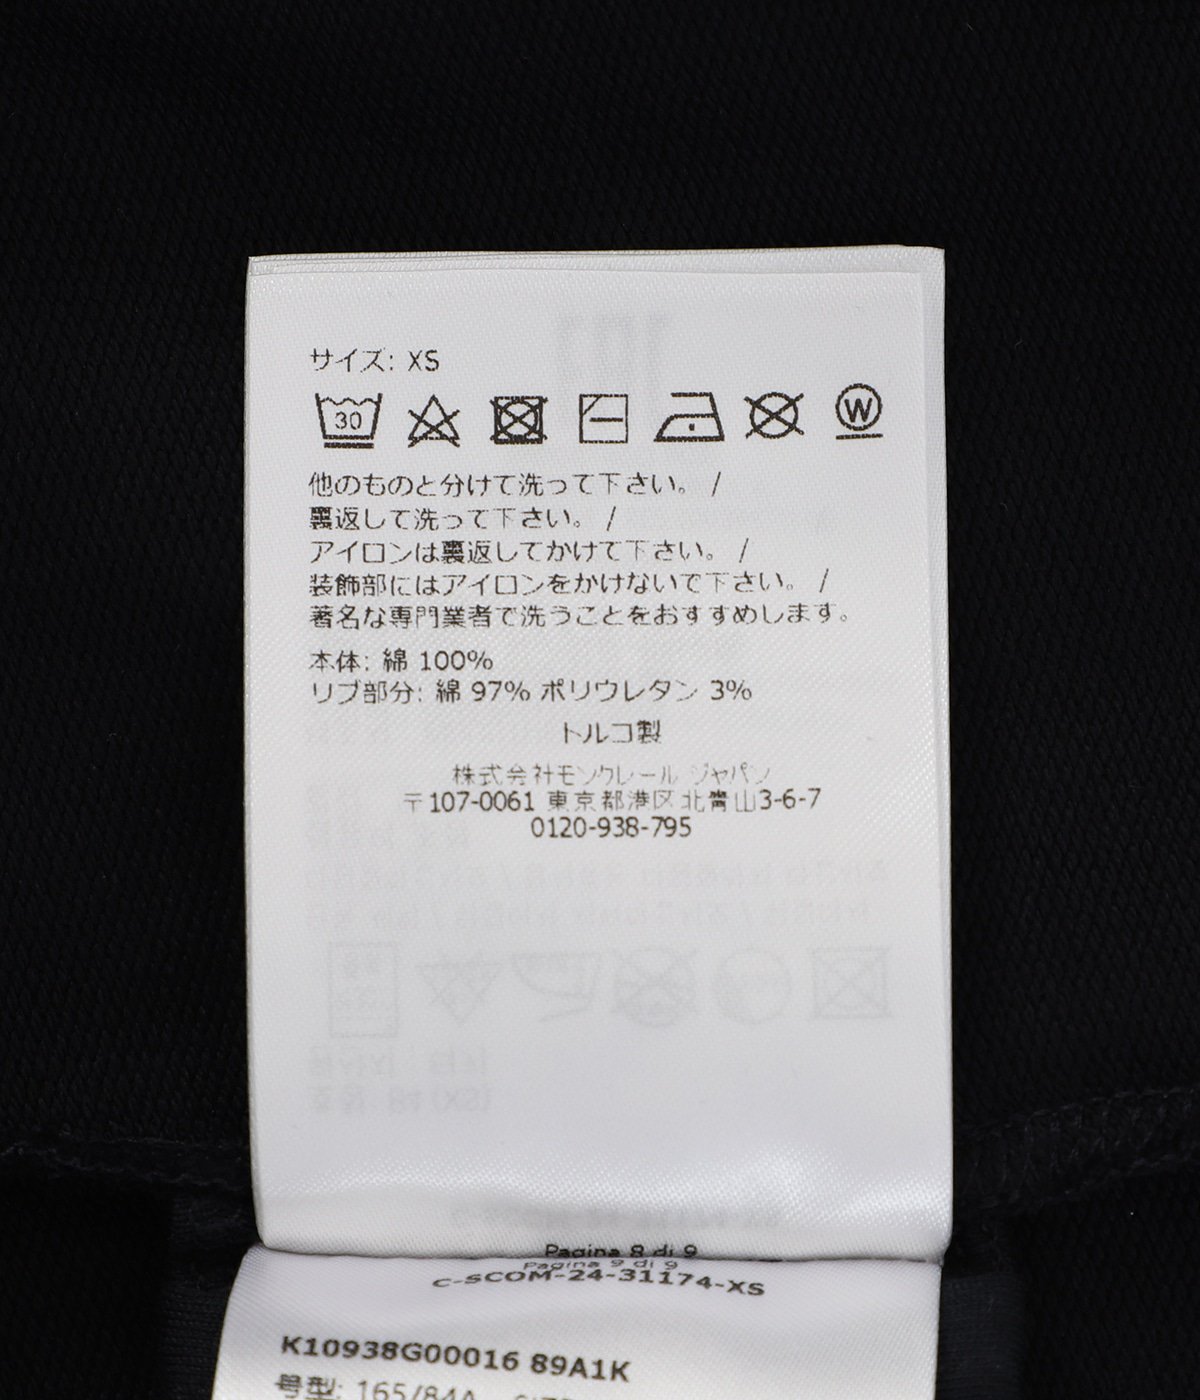 サイズ: XS
30
W
他のものと分けて洗って下さい。 /
裏返して洗って下さい。 /
アイロンは裏返してかけて下さい。 /
装飾部にはアイロンをかけないで下さい。 /
著名な専門業者で洗うことをおすすめします。
本体: 綿 100%
リブ部分: 綿 97% ポリウレタン 3%
トルコ製
株式会社モンクレール ジャパン
〒107-0061 東京都港区北青山3-6-7
0120-938-795
Pagina 8 di 9
Pagina 9 di 9
C-SCOM-24-31174-XS
K10938G00016 89A1K
号型: 165/84A